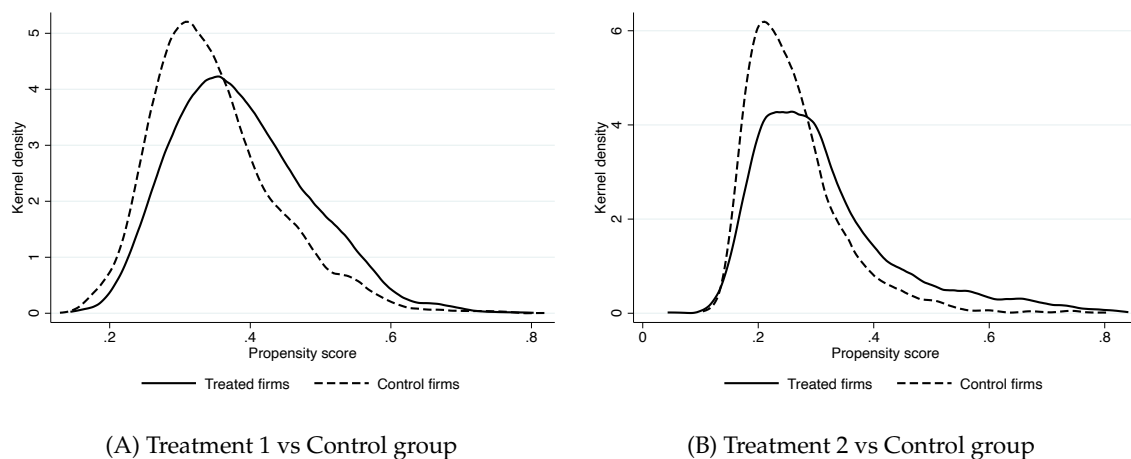 5
4
3
2
1
0
Kernel density
.2 .4 .6 .8
Propensity score
Treated firms Control firms
(A) Treatment 1 vs Control group
6
4
2
0
Kernel density
0 .2 .4 .6 .8
Propensity score
Treated firms Control firms
(B) Treatment 2 vs Control group